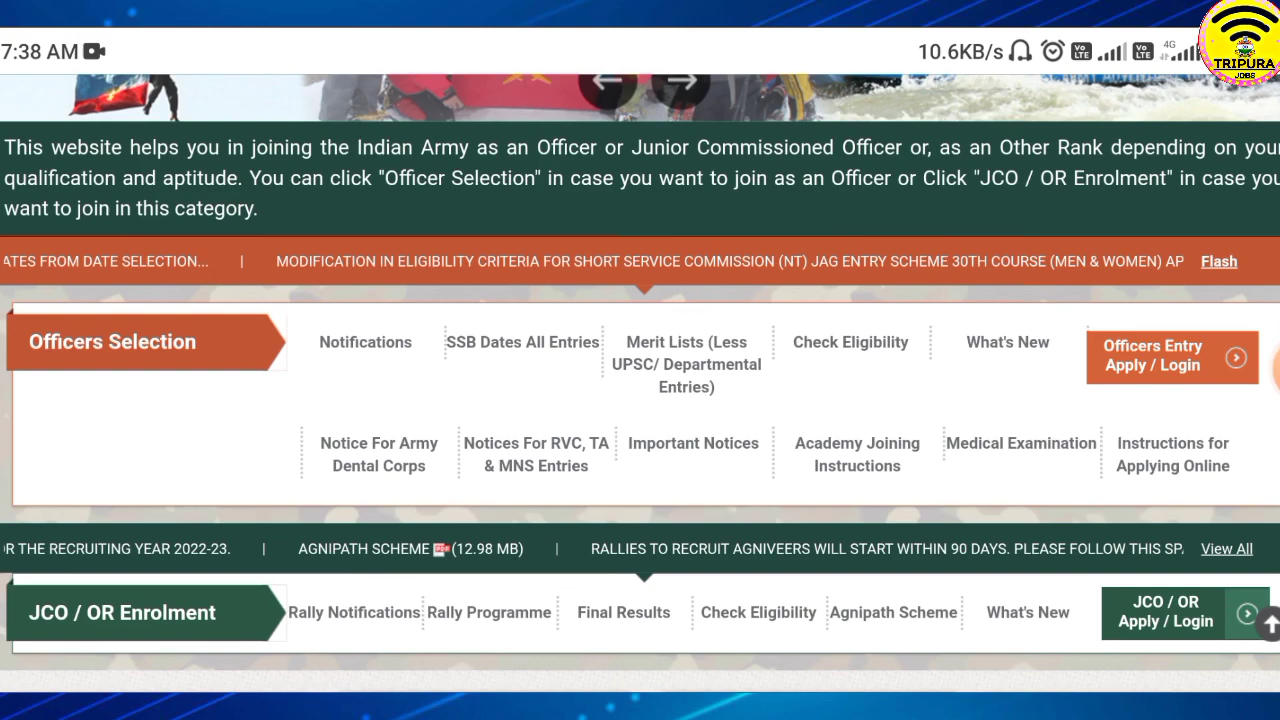 7:38 AM
10.6KB/s
Vo LTE
Vo LTE
4G
TRIPURA
JOBS
This website helps you in joining the Indian Army as an Officer or Junior Commissioned Officer or, as an Other Rank depending on your
qualification and aptitude. You can click "Officer Selection" in case you want to join as an Officer or Click "JCO / OR Enrolment" in case you
want to join in this category.
ATES FROM DATE SELECTION... | MODIFICATION IN ELIGIBILITY CRITERIA FOR SHORT SERVICE COMMISSION (NT) JAG ENTRY SCHEME 30TH COURSE (MEN & WOMEN) AP Flash
Officers Selection
Notifications
SSB Dates All Entries
Merit Lists (Less
UPSC/ Departmental
Entries)
Check Eligibility
What's New
Officers Entry
Apply / Login
Notice For Army
Dental Corps
Notices For RVC, TA
& MNS Entries
Important Notices
Academy Joining
Instructions
Medical Examination
Instructions for
Applying Online
R THE RECRUITING YEAR 2022-23. | AGNIPATH SCHEME (12.98 MB) | RALLIES TO RECRUIT AGNIVEERS WILL START WITHIN 90 DAYS. PLEASE FOLLOW THIS SPA View All
JCO / OR Enrolment
Rally Notifications
Rally Programme
Final Results
Check Eligibility
Agnipath Scheme
What's New
JCO / OR
Apply / Login